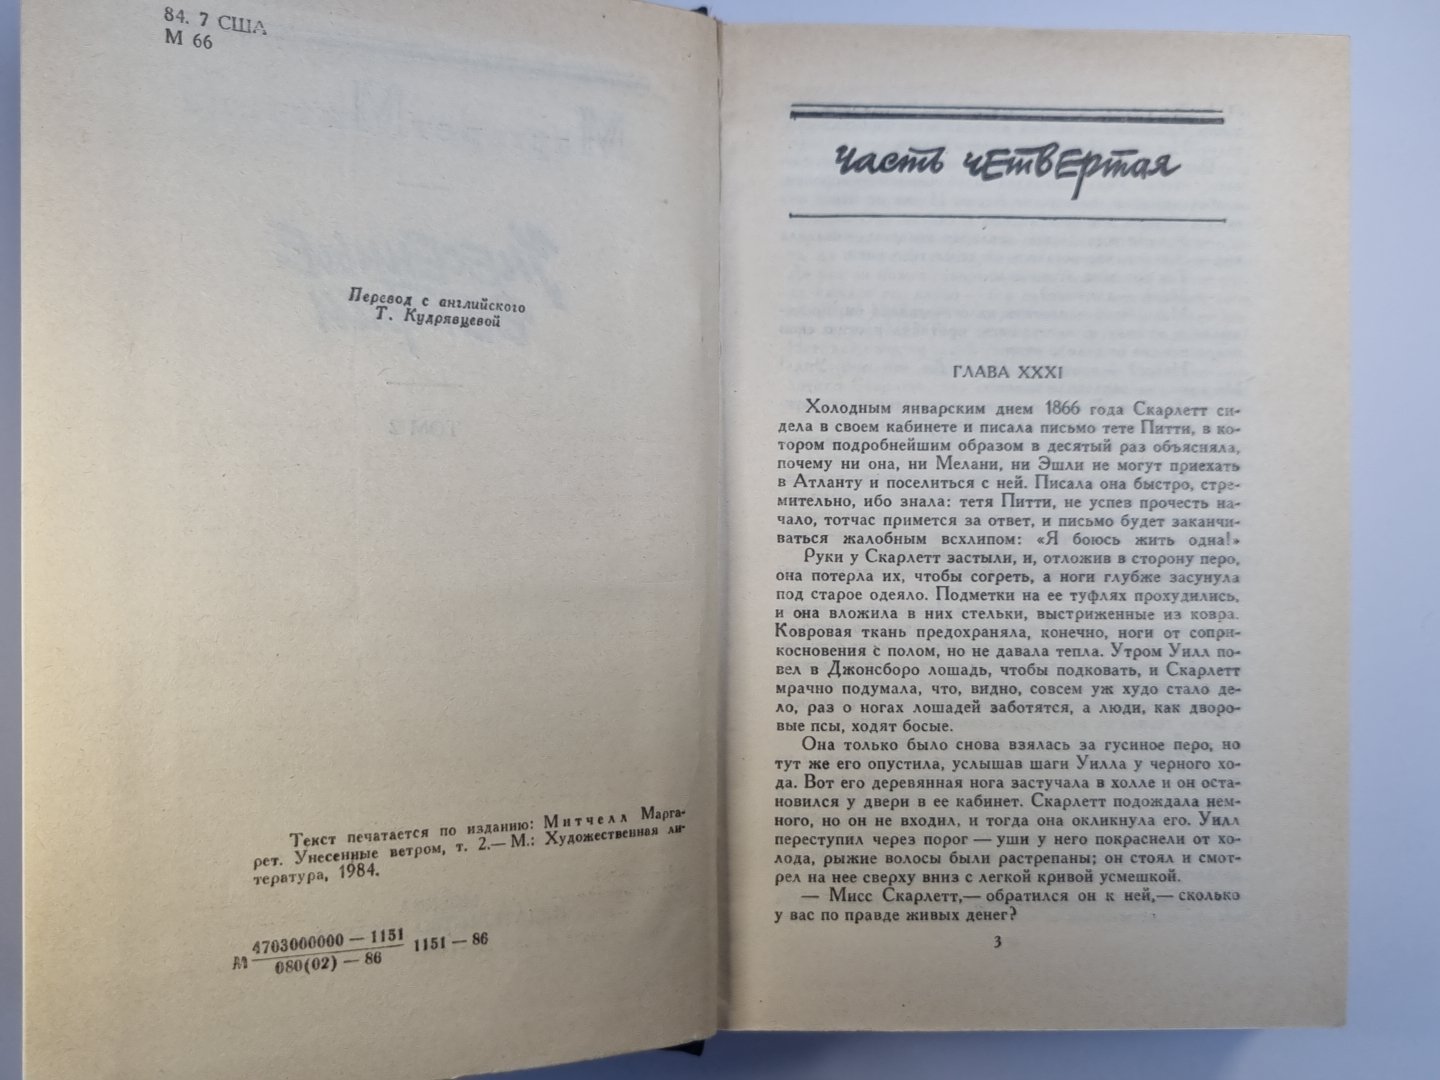 84. 7 США
М 66
Перевод с английского
Т. Кудрявцевой
Текст печатается по изданию: Митчелл Марга-
рет. Унесенные ветром, т. 2.— М.: Художественная ли-
тература, 1984.
М 4703000000 — 1151
080(02) — 86
1151 — 86
часть четвертая
ГЛАВА XXXI
Холодным январским днем 1866 года Скарлетт си-
дела в своем кабинете и писала письмо тете Питти, в ко-
тором подробнейшим образом в десятый раз объясняла,
почему ни она, ни Мелани, ни Эшли не могут приехать
в Атланту и поселиться с ней. Писала она быстро, стре-
мительно, ибо знала: тетя Питти, не успев прочесть на-
чало, тотчас примется за ответ, и письмо будет заканчи-
ваться жалобным всхлипом: «Я боюсь жить одна!»
Руки у Скарлетт застыли, и, отложив в сторону перо,
она потерла их, чтобы согреть, а ноги глубже засунула
под старое одеяло. Подметки на ее туфлях прохудились,
и она вложила в них стельки, выстриженные из ковра.
Ковровая ткань предохраняла, конечно, ноги от сопри-
косновения с полом, но не давала тепла. Утром Уилл по-
вел в Джонсборо лошадь, чтобы подковать, и Скарлетт
мрачно подумала, что, видно, совсем уж худо стало де-
ло, раз о ногах лошадей заботятся, а люди, как дворо-
вые псы, ходят босые.
Она только было снова взялась за гусиное перо, но
тут же его опустила, услышав шаги Уилла у черного хо-
да. Вот его деревянная нога застучала в холле и он оста-
новился у двери в ее кабинет. Скарлетт подождала нем-
ного, но он не входил, и тогда она окликнула его. Уилл
переступил через порог — уши у него покраснели от хо-
лода, рыжие волосы были растрепаны; он стоял и смот-
рел на нее сверху вниз с легкой кривой усмешкой.
— Мисс Скарлетт,— обратился он к ней,— сколько
у вас по правде живых денег?
3